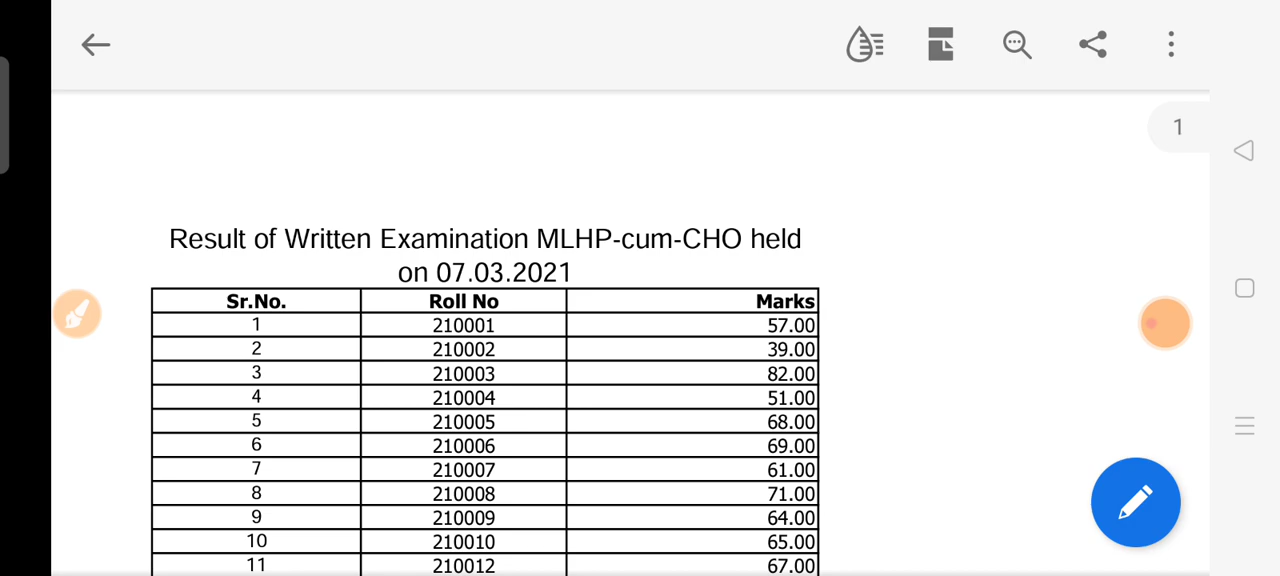 1
Result of Written Examination MLHP-cum-CHO held
on 07.03.2021
Sr.No. Roll No Marks
1 210001 57.00
2 210002 39.00
3 210003 82.00
4 210004 51.00
5 210005 68.00
6 210006 69.00
7 210007 61.00
8 210008 71.00
9 210009 64.00
10 210010 65.00
11 210012 67.00